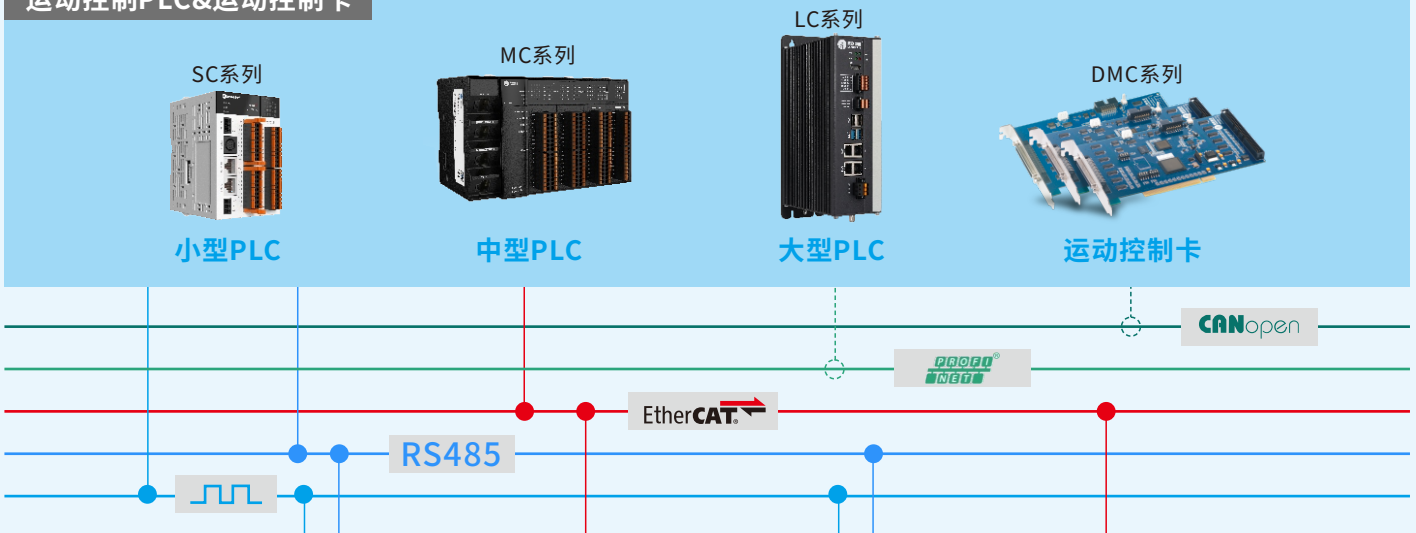 运动控制PLC&运动控制卡
SC系列
MC系列
LC系列
DMC系列
小型PLC
中型PLC
大型PLC
运动控制卡
CANopen
PROFI
NET®
EtherCAT
RS485